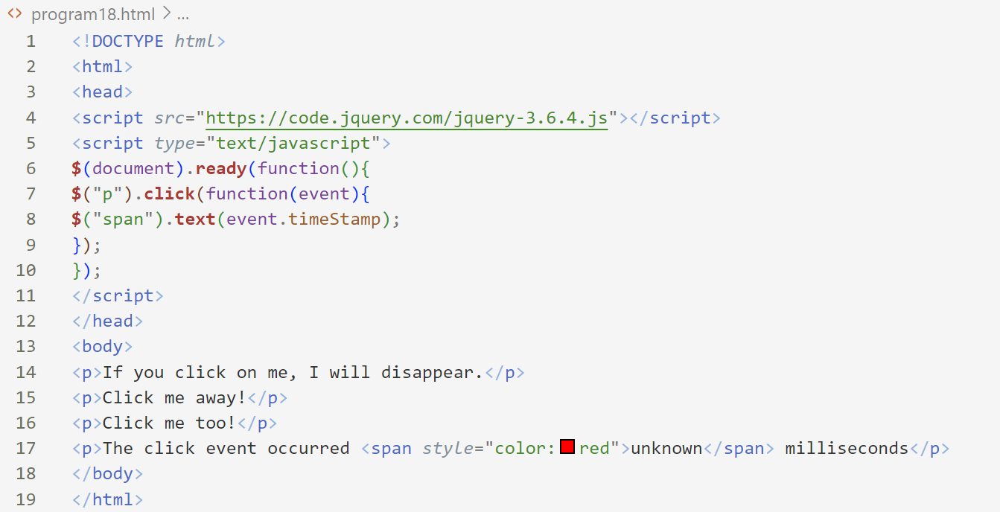 program18.html > ...
1 <!DOCTYPE html>
2 <html>
3 <head>
4 <script src="https://code.jquery.com/jquery-3.6.4.js"></script>
5 <script type="text/javascript">
6 $(document).ready(function(){
7 $("p").click(function(event){
8 $("span").text(event.timeStamp);
9 });
10 });
11 </script>
12 </head>
13 <body>
14 <p>If you click on me, I will disappear.</p>
15 <p>Click me away!</p>
16 <p>Click me too!</p>
17 <p>The click event occurred <span style="color:red">unknown</span> milliseconds</p>
18 </body>
19 </html>